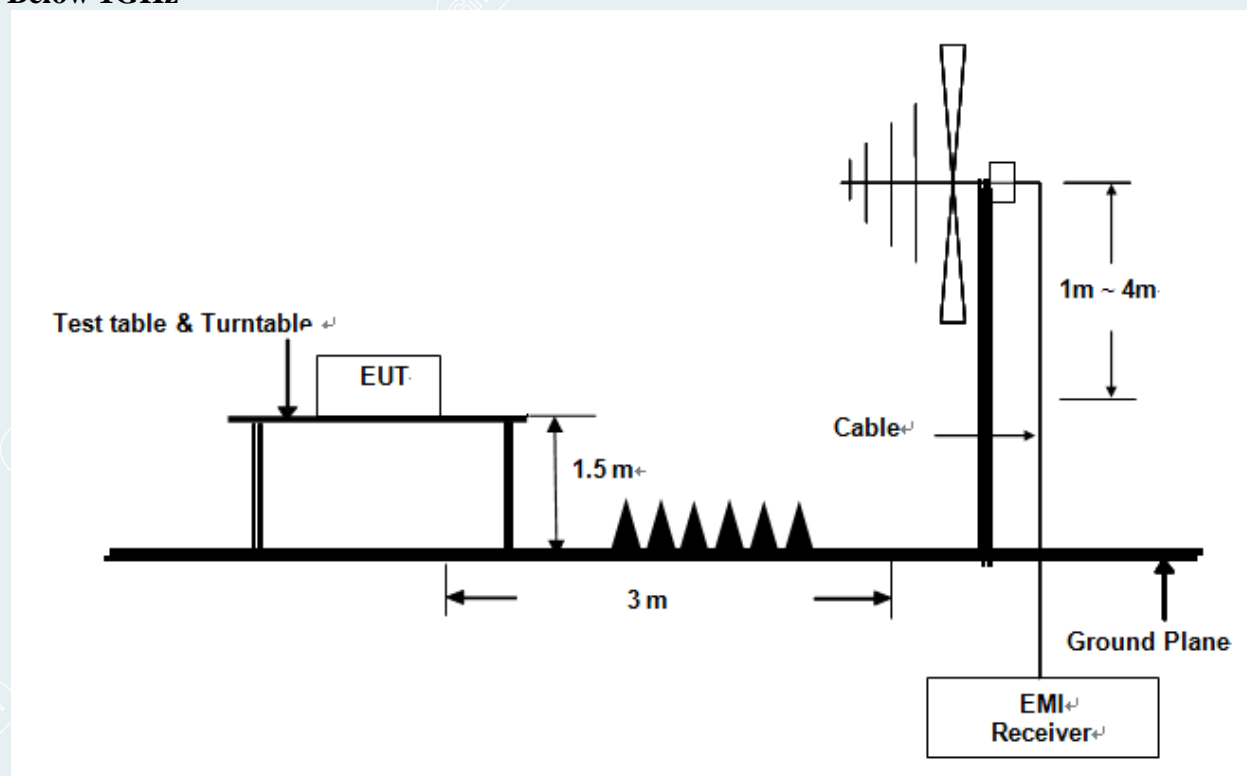 Below 1GHz
1m ~ 4m
Test table & Turntable ↵
EUT
Cable↵
1.5 m←
3 m
Ground Plane
EMI↵
Receiver↵